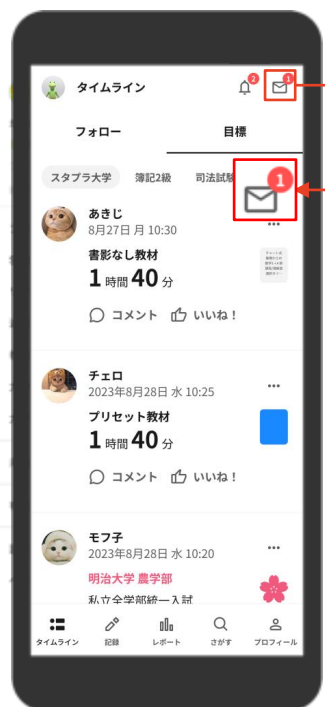 タイムライン
2
1
フォロー
目標
スタプラ大学
簿記2級
司法試験
1
あきじ
8月27日 月 10:30
書影なし教材
1 時間 40 分
コメント
いいね!
チェロ
2023年8月28日 水 10:25
プリセット教材
1 時間 40 分
コメント
いいね!
モフ子
2023年8月28日 水 10:20
明治大学 農学部
私立全学部統一入試
タイムライン
記録
レポート
さがす
プロフィール